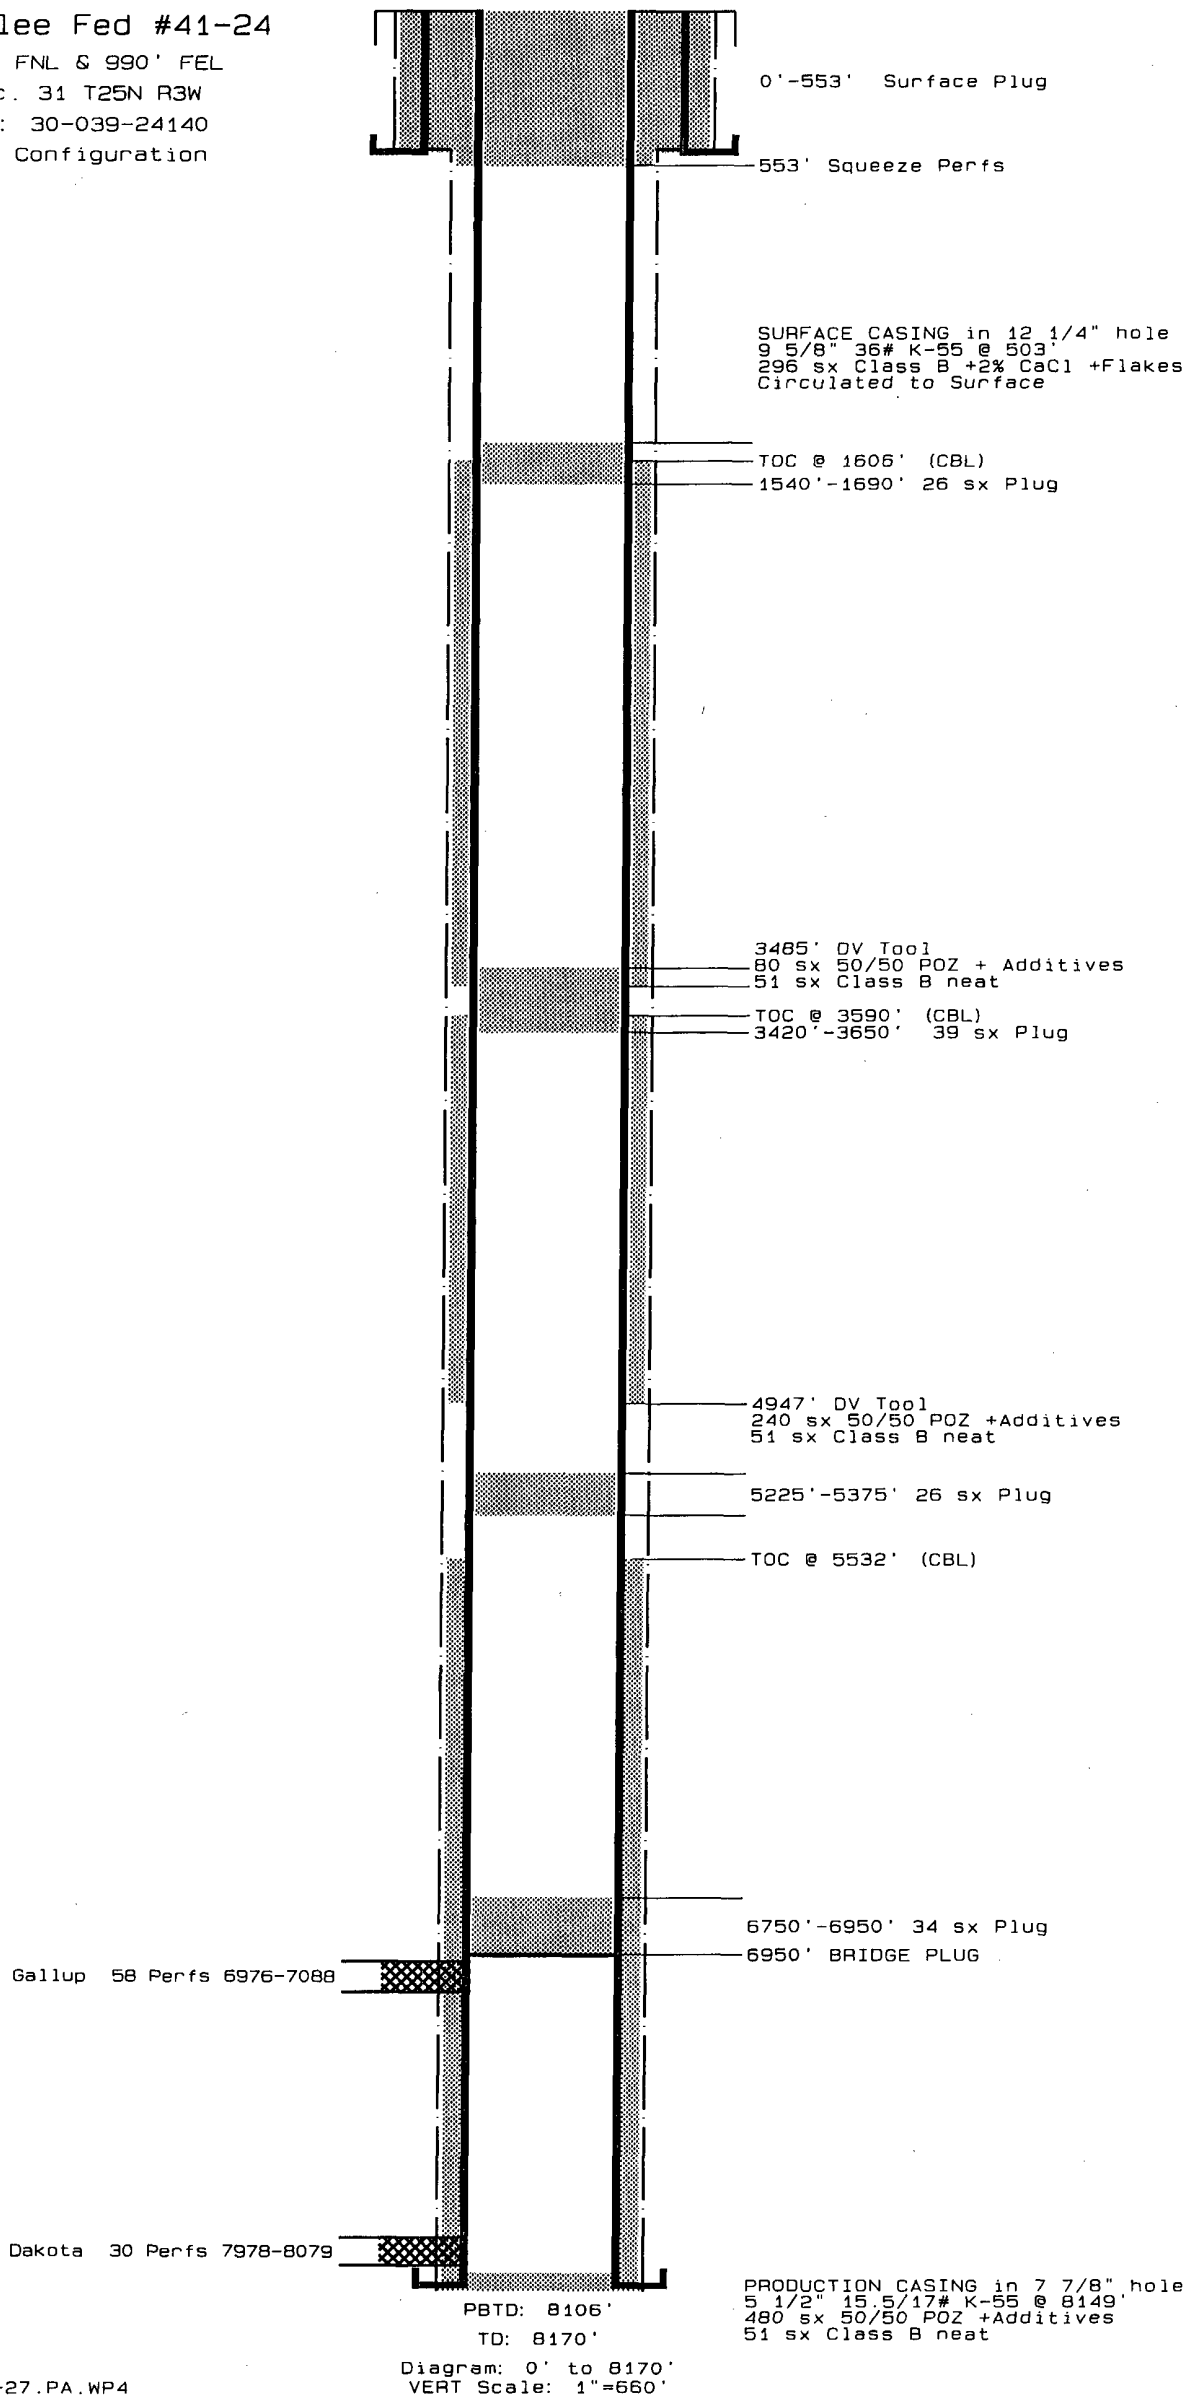 lee Fed #41-24
FNL & 990' FEL
c. 31 T25N R3W
: 30-039-24140
Configuration
0'-553' Surface Plug
553' Squeeze Perfs
SURFACE CASING in 12 1/4" hole
9 5/8" 36# K-55 @ 503'
296 sx Class B +2% CaCl +Flakes
Circulated to Surface
TOC @ 1606' (CBL)
1540'-1690' 26 sx Plug
3485' DV Tool
80 sx 50/50 POZ + Additives
51 sx Class B neat
TOC @ 3590' (CBL)
3420'-3650' 39 sx Plug
4947' DV Tool
240 sx 50/50 POZ +Additives
51 sx Class B neat
5225'-5375' 26 sx Plug
TOC @ 5532' (CBL)
6750'-6950' 34 sx Plug
6950' BRIDGE PLUG
Gallup 58 Perfs 6976-7088
Dakota 30 Perfs 7978-8079
PRODUCTION CASING in 7 7/8" hole
5 1/2" 15.5/17# K-55 @ 8149'
480 sx 50/50 POZ +Additives
51 sx Class B neat
PBTD: 8106'
TD: 8170'
Diagram: 0' to 8170'
VERT Scale: 1"=660'
-27.PA.WP4